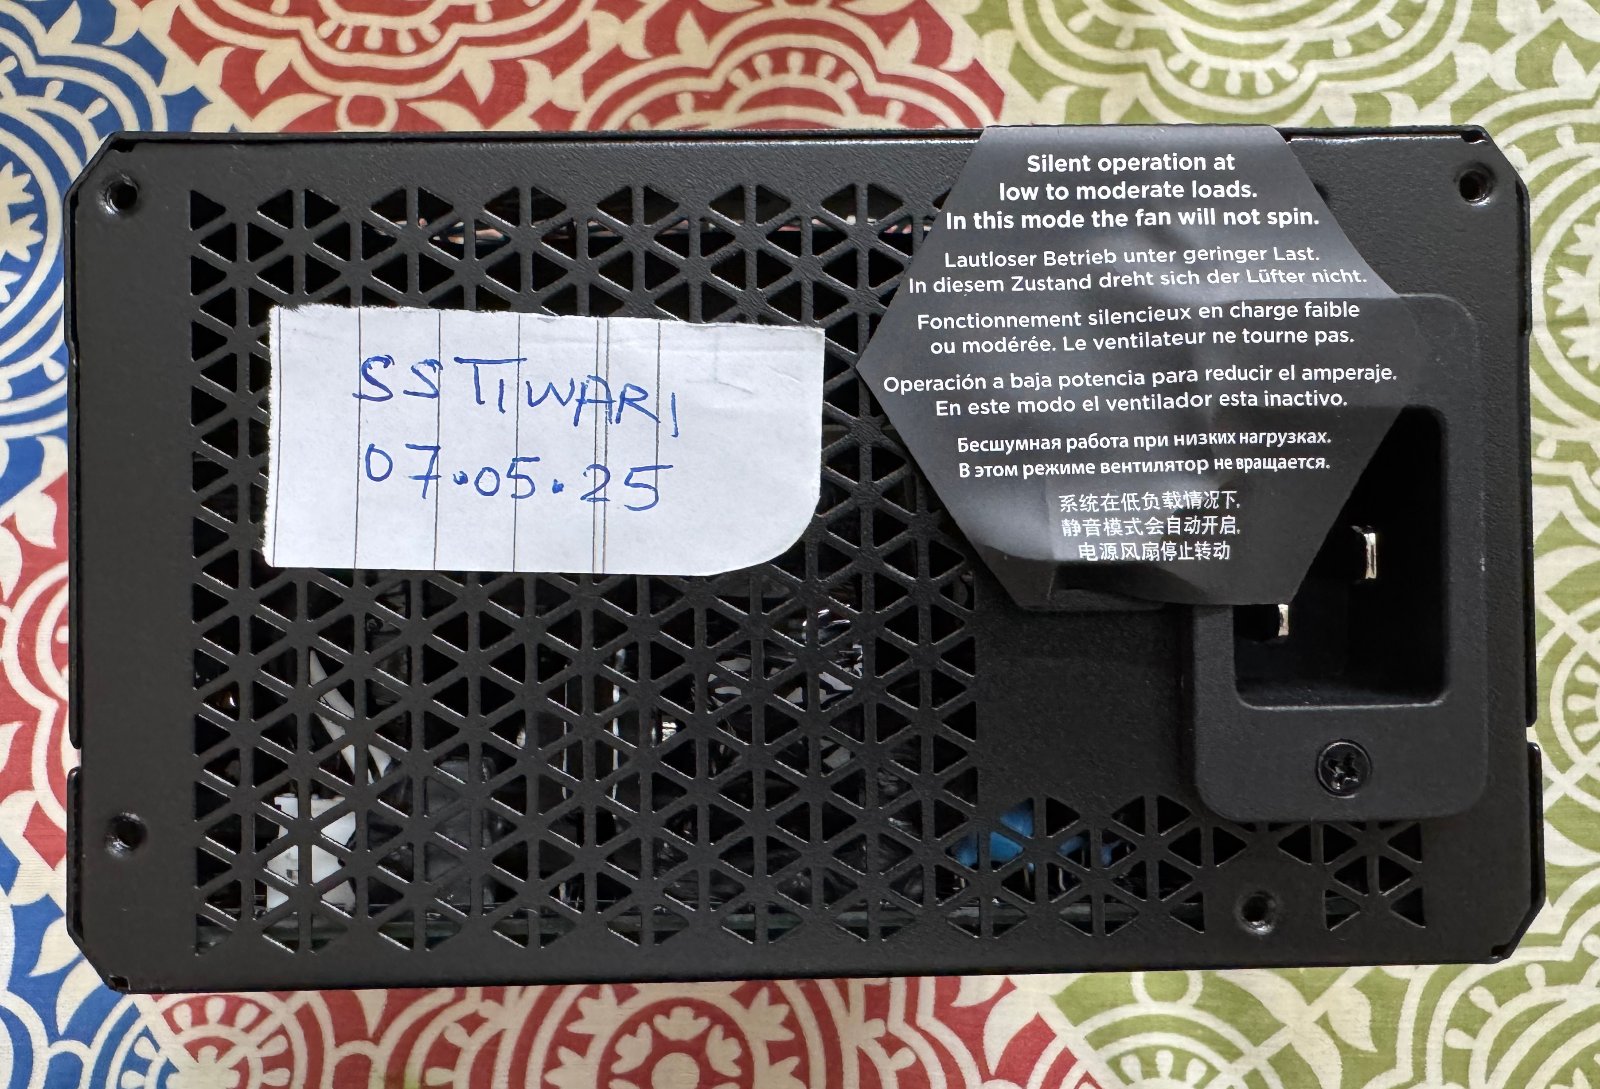 Silent operation at
low to moderate loads.
In this mode the fan will not spin.
Lautloser Betrieb unter geringer Last.
In diesem Zustand dreht sich der Lüfter nicht.
Fonctionnement silencieux en charge faible
ou modérée. Le ventilateur ne tourne pas.
Operación a baja potencia para reducir el amperaje.
En este modo el ventilador esta inactivo.
Бесшумная работа при низких нагрузках.
В этом режиме вентилятор не вращается.
系统在低负载情况下,
静音模式会自动开启,
电源风扇停止转动
SS TIWARI
07.05.25